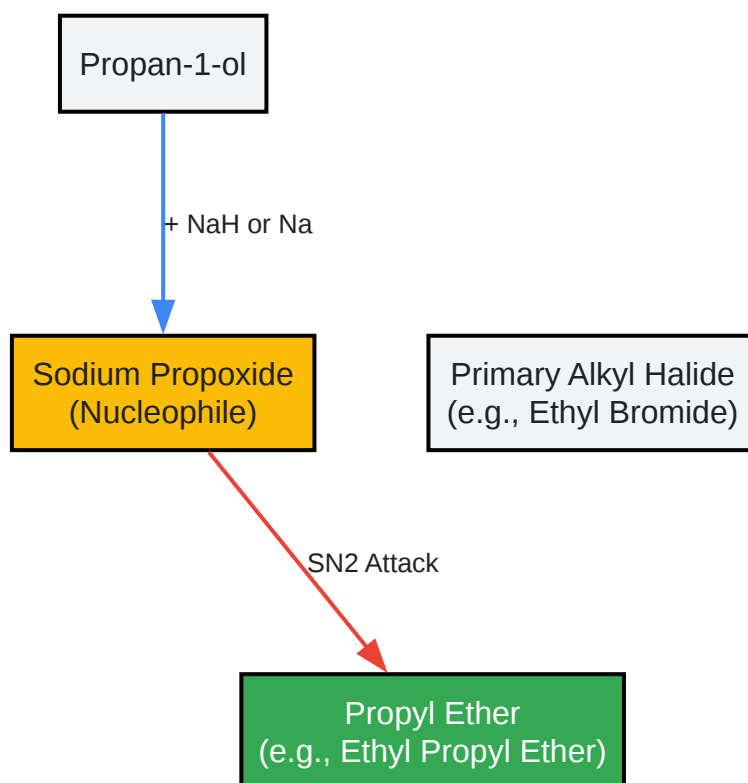 Propan-1-ol
+ NaH or Na
Sodium Propoxide
(Nucleophile)
Primary Alkyl Halide
(e.g., Ethyl Bromide)
SN2 Attack
Propyl Ether
(e.g., Ethyl Propyl Ether)